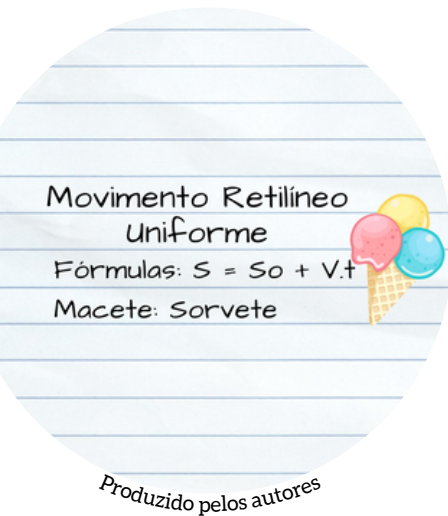 Movimento Retilíneo
Uniforme
Fórmulas: S = So + V.t
Macete: Sorvete
Produzido pelos autores